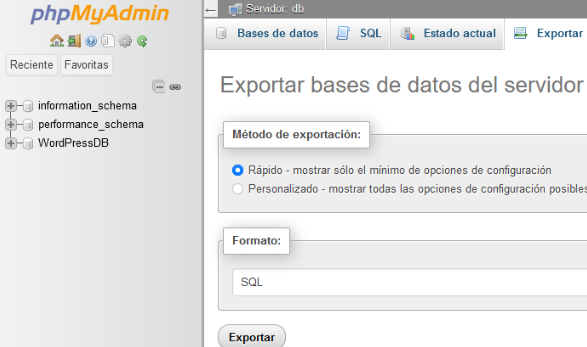 phpMyAdmin
Reciente Favoritas
information_schema
performance_schema
WordPressDB
Servidor: db
Bases de datos SQL Estado actual Exportar
Exportar bases de datos del servidor
Método de exportación:
Rápido - mostrar sólo el mínimo de opciones de configuración
Personalizado - mostrar todas las opciones de configuración posibles
Formato:
SQL
Exportar